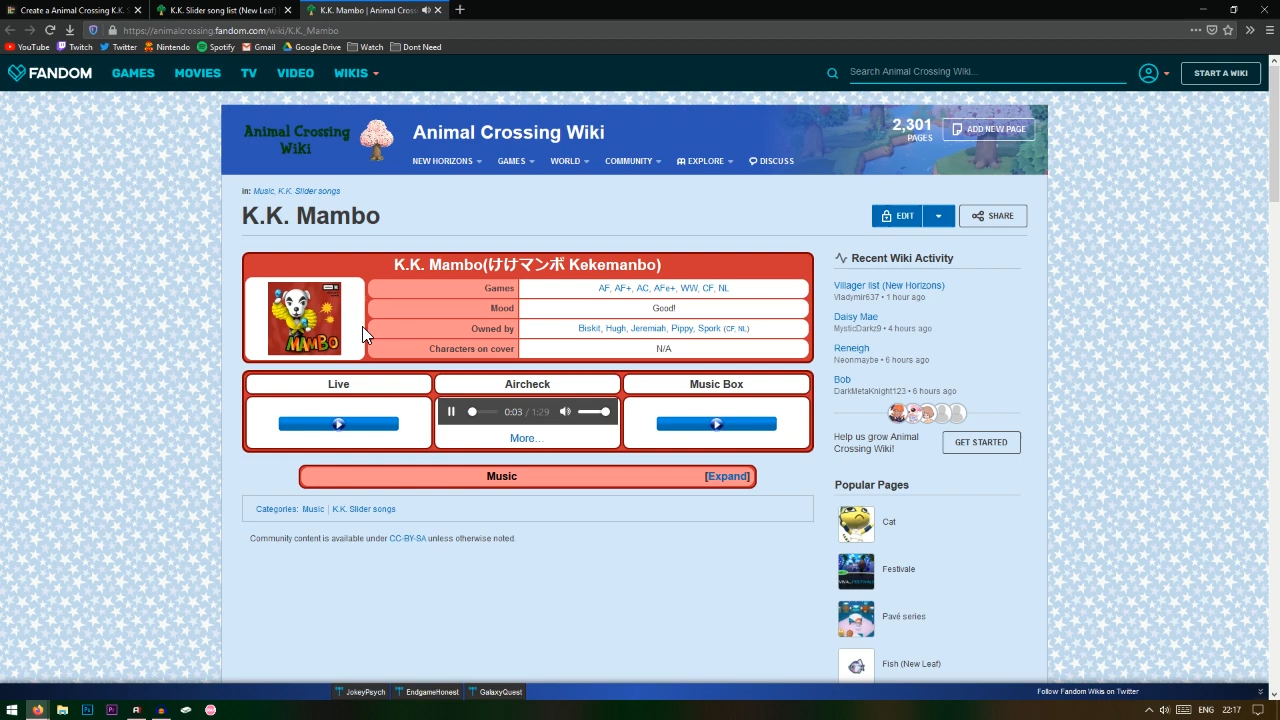 Create a Animal Crossing K.K. S
K.K. Slider song list (New Leaf)
K.K. Mambo | Animal Cross
https://animalcrossing.fandom.com/wiki/K.K._Mambo
YouTube Twitch Twitter Nintendo Spotify Gmail Google Drive Watch Dont Need
FANDOM GAMES MOVIES TV VIDEO WIKIS
Search Animal Crossing Wiki...
START A WIKI
Animal Crossing Wiki
Animal Crossing Wiki
2,301 PAGES
ADD NEW PAGE
NEW HORIZONS GAMES WORLD COMMUNITY EXPLORE DISCUSS
in: Music, K.K. Slider songs
K.K. Mambo
EDIT
SHARE
K.K. Mambo(けけマンボ Kekemanbo)
MAMBO
Games AF, AF+, AC, AFe+, WW, CF, NL
Mood Good!
Owned by Biskit, Hugh, Jeremiah, Pippy, Spork (CF, NL)
Characters on cover N/A
Live Aircheck Music Box
0:03 / 1:29
More...
Music [Expand]
Categories: Music K.K. Slider songs
Community content is available under CC-BY-SA unless otherwise noted.
Recent Wiki Activity
Villager list (New Horizons)
Vladymir637 • 1 hour ago
Daisy Mae
MysticDarkz9 • 4 hours ago
Reneigh
Neonmaybe • 6 hours ago
Bob
DarkMetaKnight123 • 6 hours ago
Help us grow Animal Crossing Wiki!
GET STARTED
Popular Pages
Cat
Festivale
Pavé series
Fish (New Leaf)
JokeyPsych EndgameHonest GalaxyQuest
Follow Fandom Wikis on Twitter
ENG 22:17